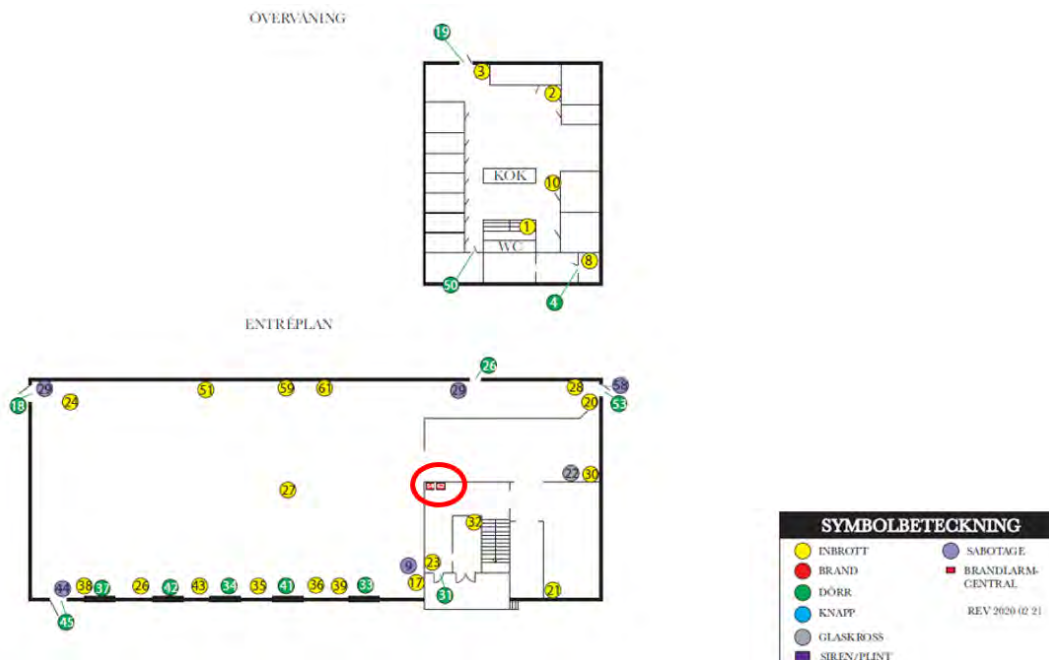 ÖVERVÅNING
19
3
2
KÖK
10
1
WC
8
50
4
ENTRÉPLAN
26
29 51 59 61 29 28 58
18 24 20 53
22 30
27
32
9 23
44 38 37 26 42 43 34 35 41 36 39 33 17 31 21
45
SYMBOLBETECKNING
INBROTT SABOTAGE
BRAND BRANDLARM-
DÖRR CENTRAL
KNAPP REV 2020 02 21
GLASKROSS
SIREN/PLINT